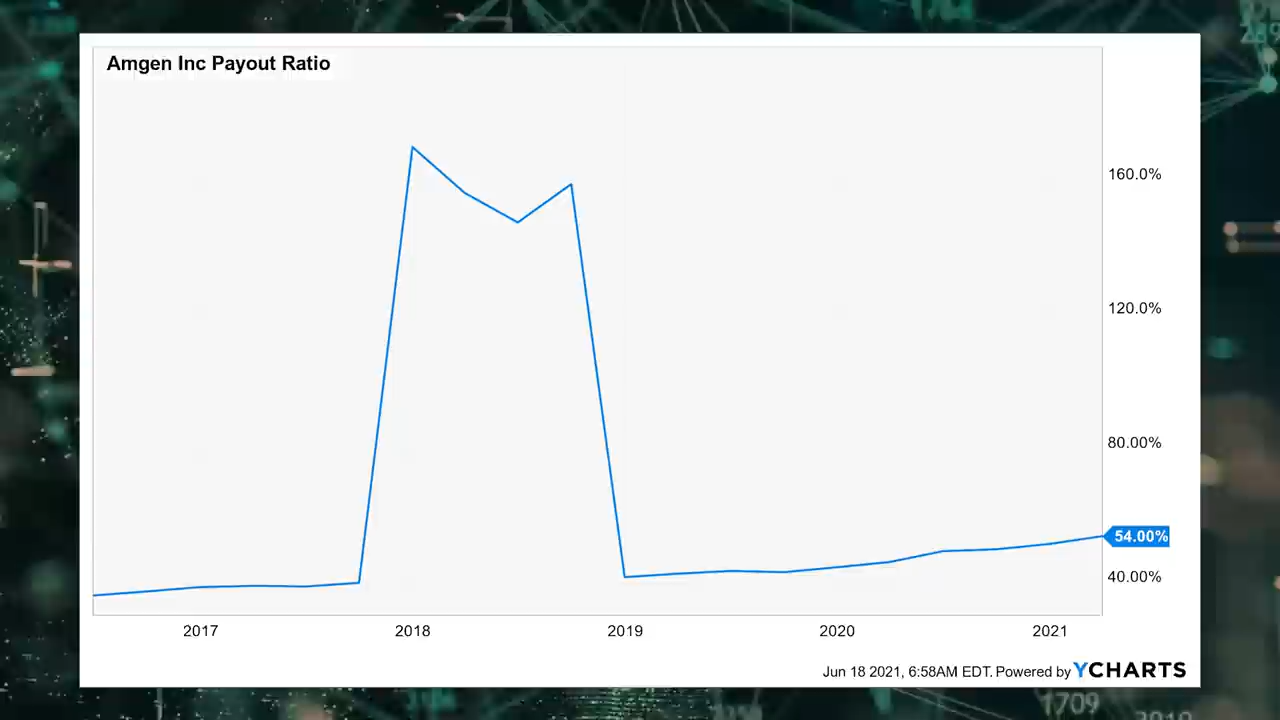 Amgen Inc Payout Ratio
160.0%
120.0%
80.00%
54.00%
40.00%
2017 2018 2019 2020 2021
Jun 18 2021, 6:58AM EDT. Powered by YCHARTS
1709